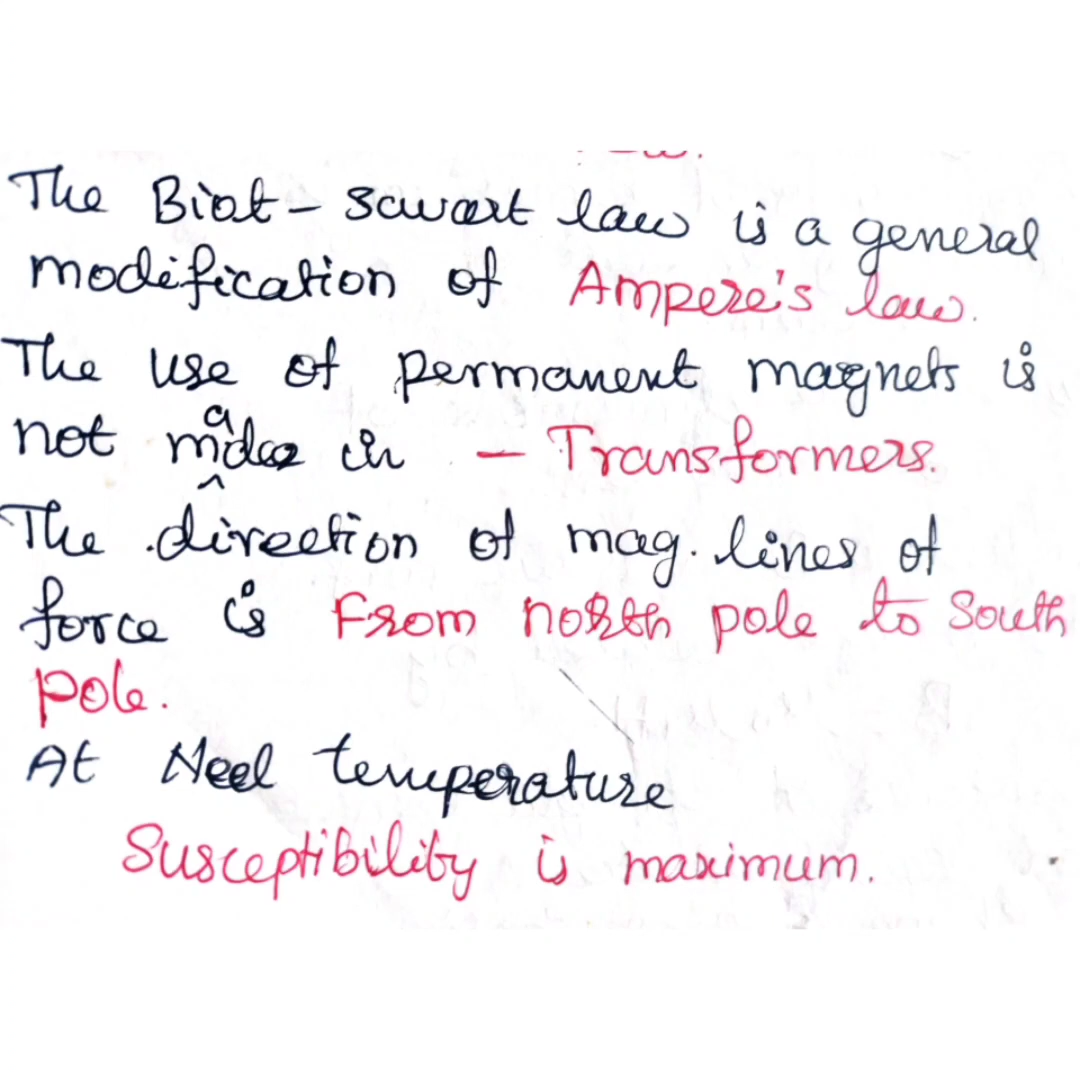 The Biot - savart law is a general
modification of Ampere's law.
The use of permanent magnets is
not made in - Transformers.
The direction of mag. lines of
force is From north pole to South
pole.
At Neel temperature
Susceptibility is maximum.